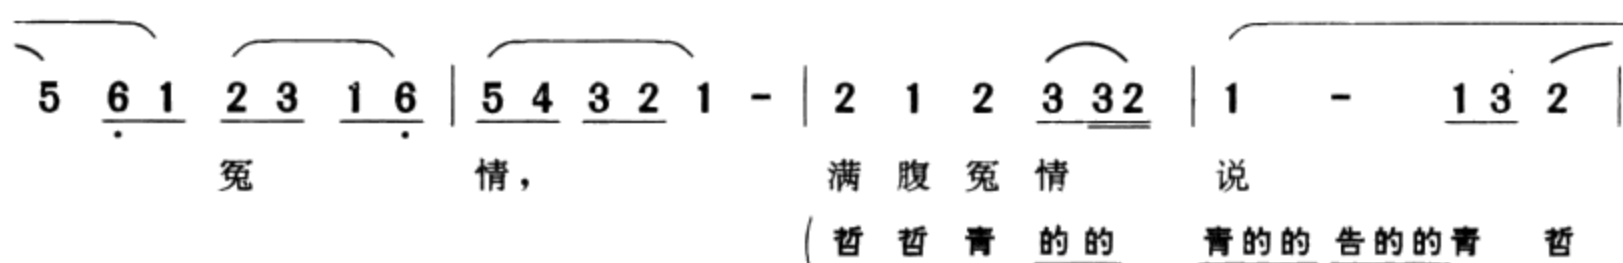 5 6 1 2 3 1 6 | 5 4 3 2 1 - | 2 1 2 3 3 2 | 1 - 1 3 2 |
冤 情， 满 腹 冤 情 说
( 哲 哲 青 的 的 青 的 的 告 的 的 青 哲